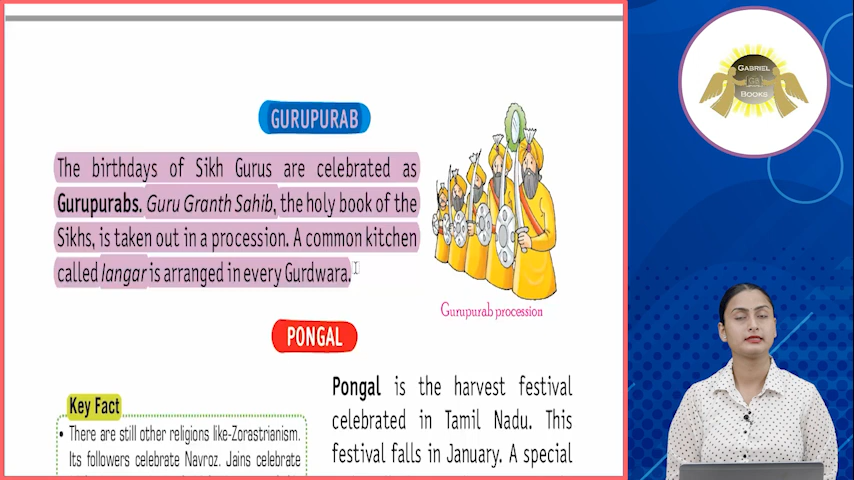 GURUPURAB
The birthdays of Sikh Gurus are celebrated as
Gurupurabs. Guru Granth Sahib, the holy book of the
Sikhs, is taken out in a procession. A common kitchen
called langar is arranged in every Gurdwara.
Gurupurab procession
PONGAL
Key Fact
• There are still other religions like-Zorastrianism.
Its followers celebrate Navroz. Jains celebrate
Pongal is the harvest festival
celebrated in Tamil Nadu. This
festival falls in January. A special
GABRIEL
GB
BOOKS